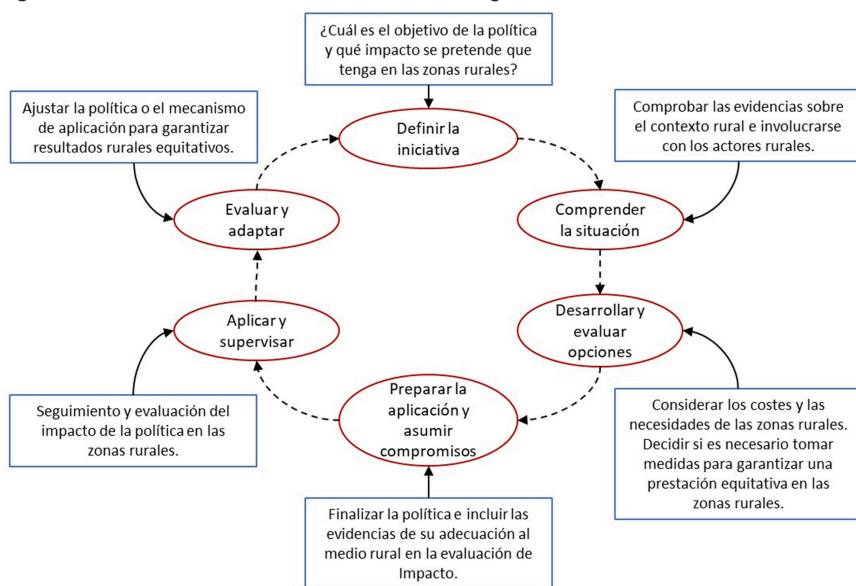 ¿Cuál es el objetivo de la política
y qué impacto se pretende que
tenga en las zonas rurales?
Definir la
iniciativa
Comprobar las evidencias sobre
el contexto rural e involucrarse
con los actores rurales.
Comprender
la situación
Desarrollar y
evaluar
opciones
Considerar los costes y las
necesidades de las zonas rurales.
Decidir si es necesario tomar
medidas para garantizar una
prestación equitativa en las
zonas rurales.
Preparar la
aplicación y
asumir
compromisos
Finalizar la política e incluir las
evidencias de su adecuación al
medio rural en la evaluación de
Impacto.
Aplicar y
supervisar
Seguimiento y evaluación del
impacto de la política en las
zonas rurales.
Evaluar y
adaptar
Ajustar la política o el mecanismo
de aplicación para garantizar
resultados rurales equitativos.